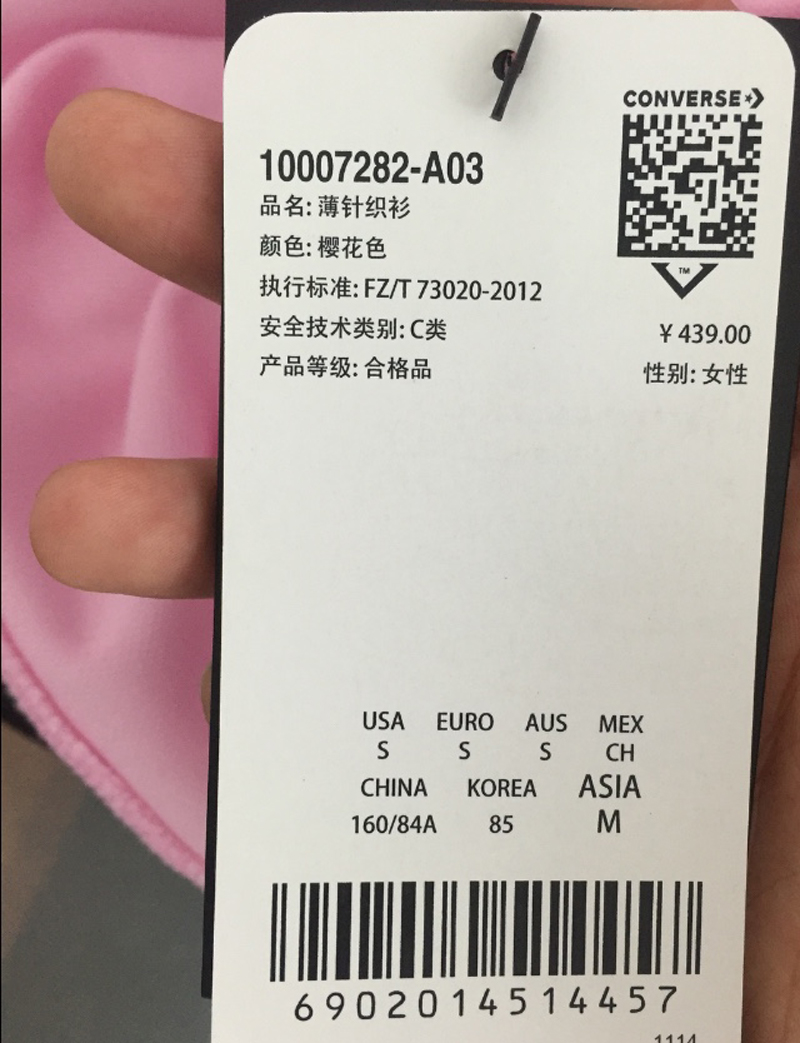 CONVERSE
10007282-A03
品名: 薄针织衫
颜色: 樱花色
执行标准: FZ/T 73020-2012
安全技术类别: C类
¥ 439.00
产品等级: 合格品
性别: 女性
TM
USA EURO AUS MEX
S S S CH
CHINA KOREA ASIA
160/84A 85 M
6902014514457
1114